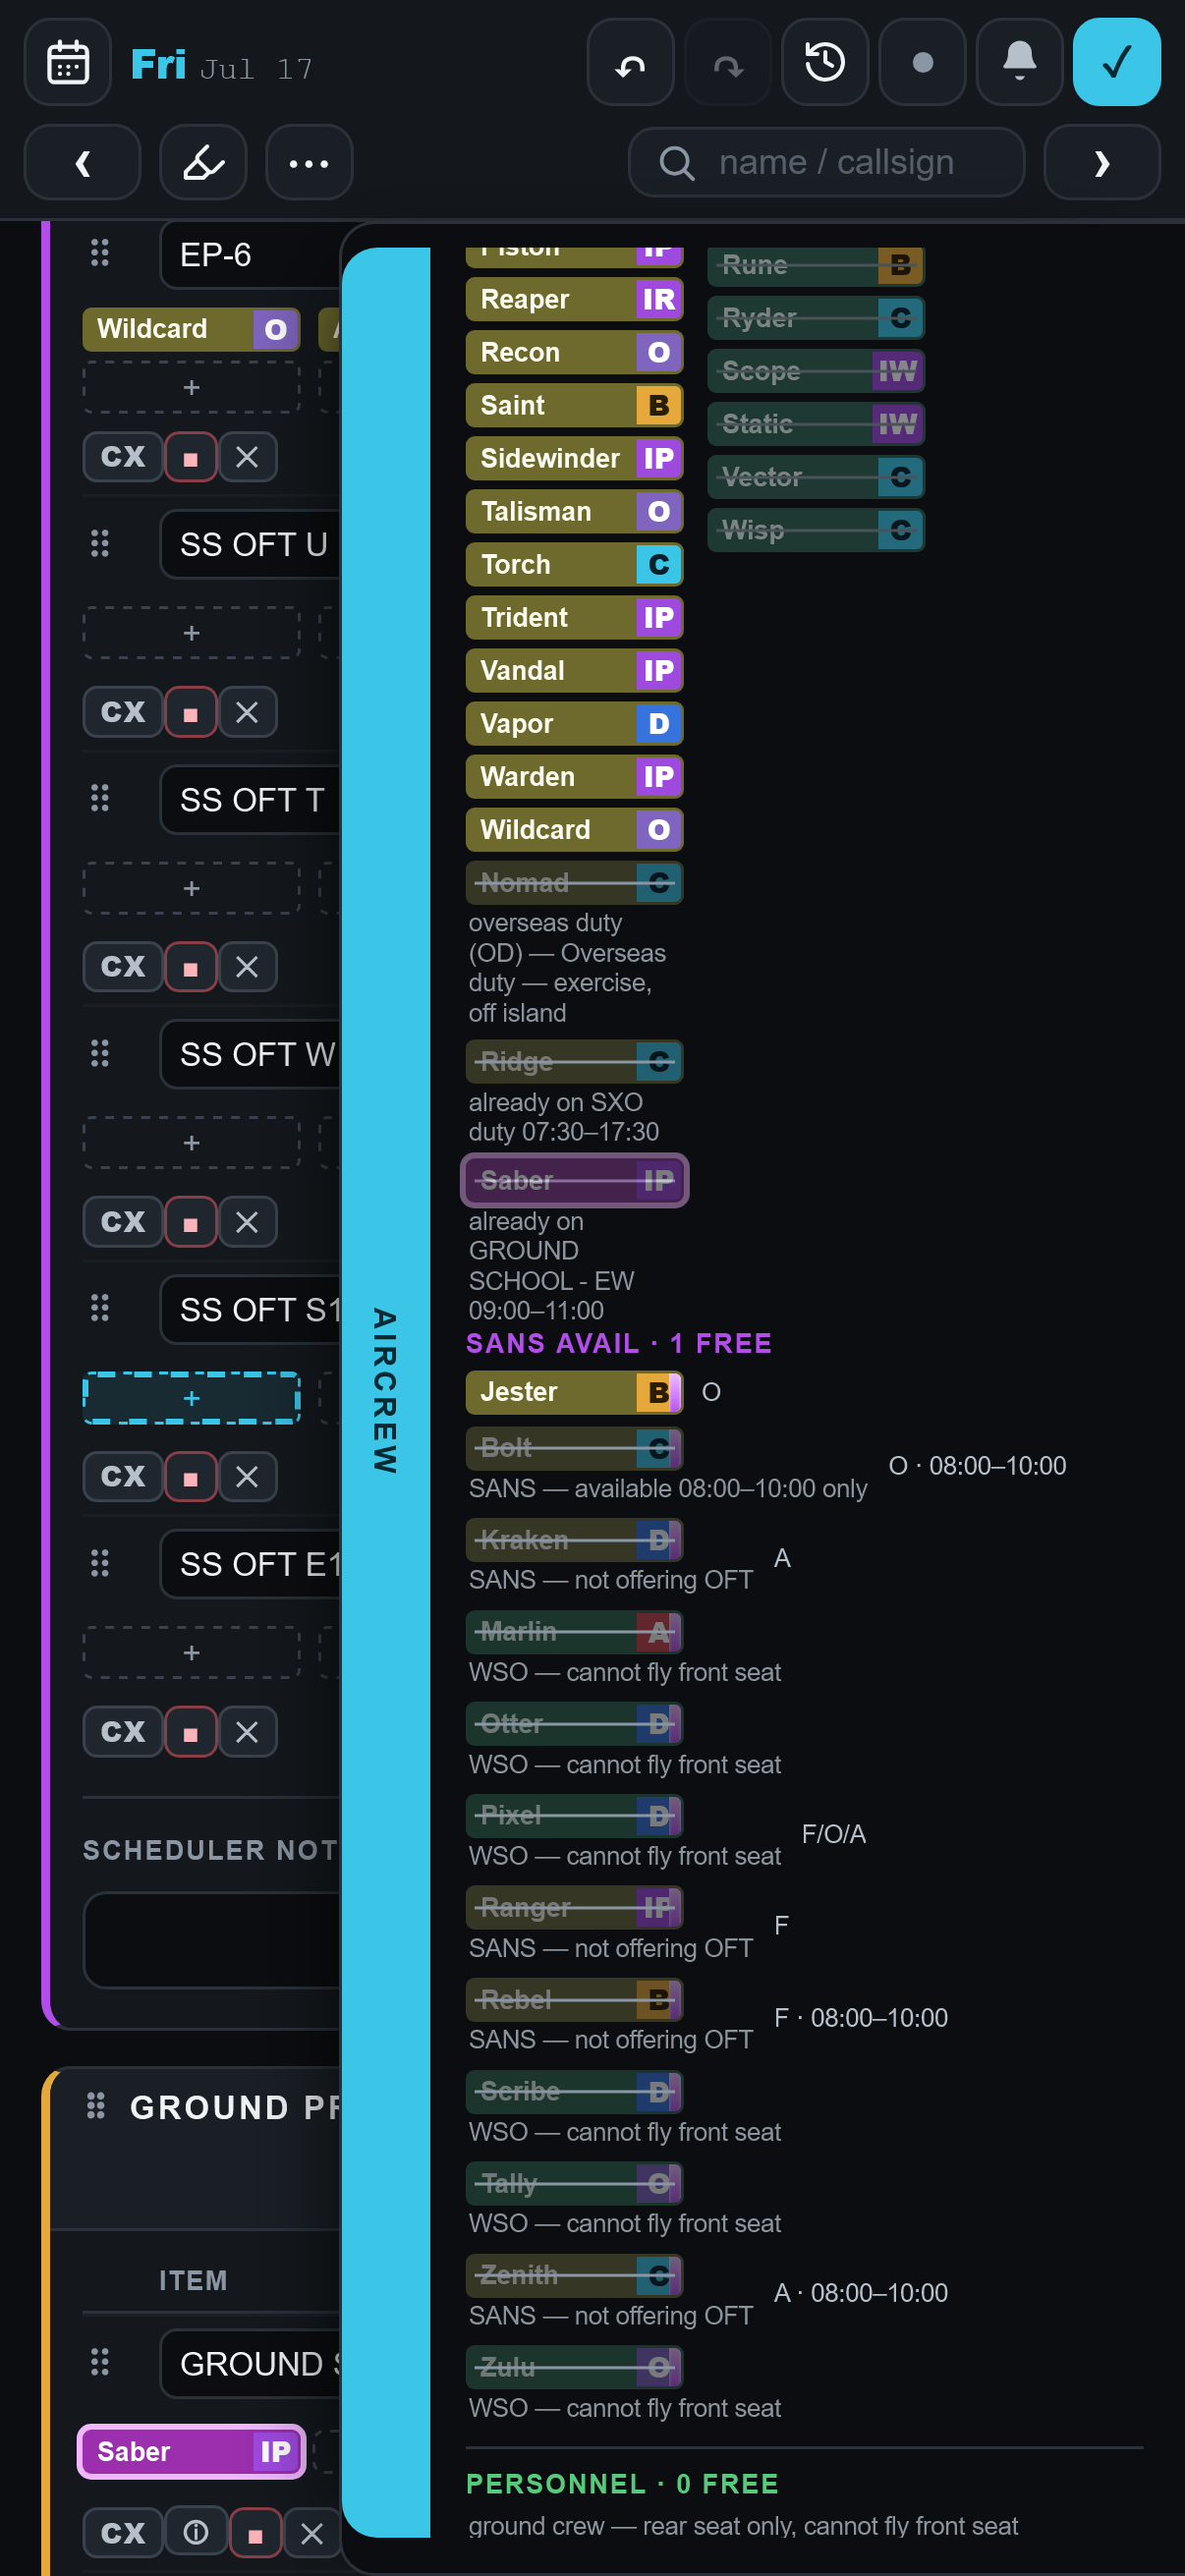 Fri Jul 17
name / callsign
EP-6
Wildcard O
+
CX
SS OFT U
+
CX
SS OFT T
+
CX
SS OFT W
+
CX
SS OFT S1
+
CX
SS OFT E1
+
CX
SCHEDULER NOT
GROUND PR
ITEM
GROUND S
Saber IP
CX
AIRCREW
Piston IP
Reaper IR
Recon O
Saint B
Sidewinder IP
Talisman O
Torch C
Trident IP
Vandal IP
Vapor D
Warden IP
Wildcard O
Nomad C
overseas duty
(OD) — Overseas
duty — exercise,
off island
Ridge C
already on SXO
duty 07:30–17:30
Saber IP
already on
GROUND
SCHOOL - EW
09:00–11:00
Rune B
Ryder C
Scope IW
Static IW
Vector C
Wisp C
SANS AVAIL · 1 FREE
Jester B O
Bolt C
SANS — available 08:00–10:00 only
O · 08:00–10:00
Kraken D
SANS — not offering OFT
A
Marlin A
WSO — cannot fly front seat
Otter D
WSO — cannot fly front seat
Pixel D
WSO — cannot fly front seat
F/O/A
Ranger IP
SANS — not offering OFT
F
Rebel B
SANS — not offering OFT
F · 08:00–10:00
Scribe D
WSO — cannot fly front seat
Tally O
WSO — cannot fly front seat
Zenith C
SANS — not offering OFT
A · 08:00–10:00
Zulu O
WSO — cannot fly front seat
PERSONNEL · 0 FREE
ground crew — rear seat only, cannot fly front seat